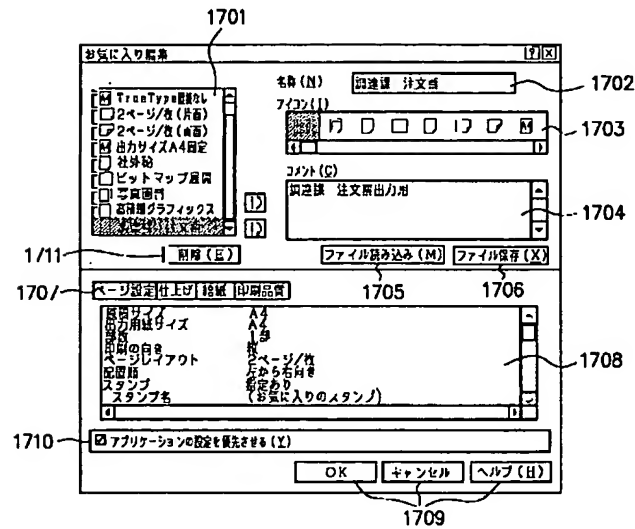 1701
お気に入り編集
TrueType置換なし
2ページ/枚 (片面)
2ページ/枚 (両面)
出力サイズA4固定
社外秘
ビットマップ展開
写真画質
高精細グラフィックス
名称 (N)
調達課 注文書
1702
アイコン (I)
1703
コメント (C)
調達課 注文票出力用
1704
1/11
削除 (E)
ファイル読み込み (M)
ファイル保存 (X)
170/
1705
1706
ページ設定
仕上げ
給紙
印刷品質
原稿サイズ A4
出力用紙サイズ A4
部数 1部
印刷の向き 縦
ページレイアウト 2ページ/枚
配置順 左から右向き
スタンプ 指定あり
スタンプ名 (お気に入りのスタンプ)
1708
1710
アプリケーションの設定を優先させる (Y)
OK
キャンセル
ヘルプ (H)
1709